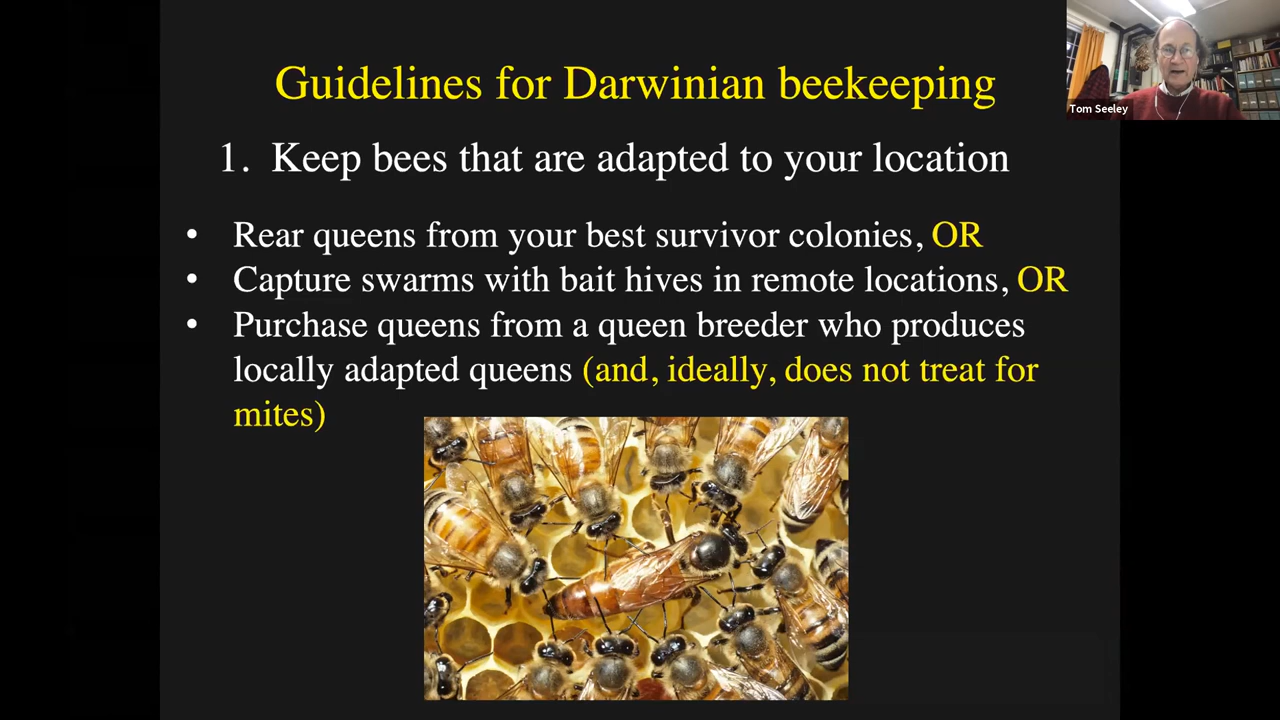 Guidelines for Darwinian beekeeping
Tom Seeley
1. Keep bees that are adapted to your location
• Rear queens from your best survivor colonies, OR
• Capture swarms with bait hives in remote locations, OR
• Purchase queens from a queen breeder who produces
locally adapted queens (and, ideally, does not treat for
mites)